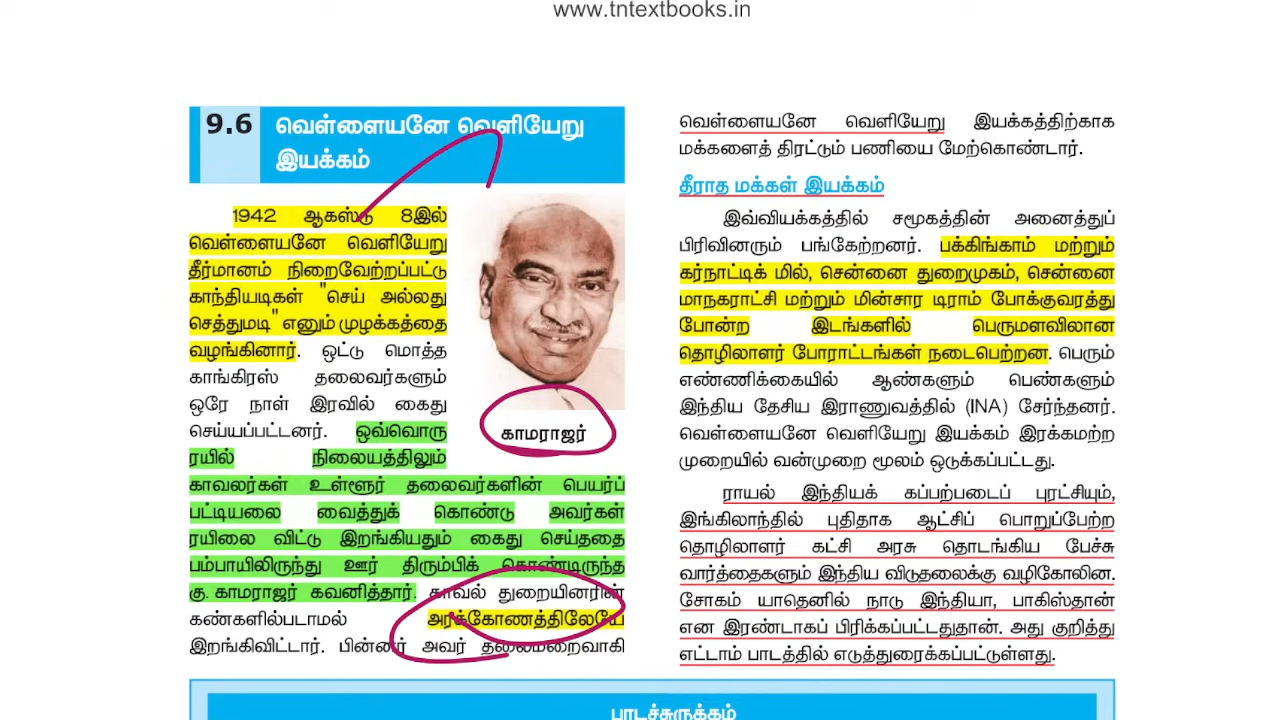 www.tntextbooks.in
9.6 வெள்ளையனே வெளியேறு
இயக்கம்
1942 ஆகஸ்டு 8இல்
வெள்ளையனே வெளியேறு
தீர்மானம் நிறைவேற்றப்பட்டு
காந்தியடிகள் "செய் அல்லது
செத்துமடி" எனும் முழக்கத்தை
வழங்கினார். ஒட்டு மொத்த
காங்கிரஸ் தலைவர்களும்
ஒரே நாள் இரவில் கைது
செய்யப்பட்டனர். ஒவ்வொரு
ரயில் நிலையத்திலும்
காமராஜர்
காவலர்கள் உள்ளூர் தலைவர்களின் பெயர்ப்
பட்டியலை வைத்துக் கொண்டு அவர்கள்
ரயிலை விட்டு இறங்கியதும் கைது செய்ததை
பம்பாயிலிருந்து ஊர் திரும்பிக் கொண்டிருந்த
கு. காமராஜர் கவனித்தார். காவல் துறையினரின்
கண்களில்படாமல் அரக்கோணத்திலேயே
இறங்கிவிட்டார். பின்னர் அவர் தலைமறைவாகி
வெள்ளையனே வெளியேறு இயக்கத்திற்காக
மக்களைத் திரட்டும் பணியை மேற்கொண்டார்.
தீராத மக்கள் இயக்கம்
இவ்வியக்கத்தில் சமூகத்தின் அனைத்துப்
பிரிவினரும் பங்கேற்றனர். பக்கிங்காம் மற்றும்
கர்நாட்டிக் மில், சென்னை துறைமுகம், சென்னை
மாநகராட்சி மற்றும் மின்சார டிராம் போக்குவரத்து
போன்ற இடங்களில் பெருமளவிலான
தொழிலாளர் போராட்டங்கள் நடைபெற்றன. பெரும்
எண்ணிக்கையில் ஆண்களும் பெண்களும்
இந்திய தேசிய இராணுவத்தில் (INA) சேர்ந்தனர்.
வெள்ளையனே வெளியேறு இயக்கம் இரக்கமற்ற
முறையில் வன்முறை மூலம் ஒடுக்கப்பட்டது.
ராயல் இந்தியக் கப்பற்படைப் புரட்சியும்,
இங்கிலாந்தில் புதிதாக ஆட்சிப் பொறுப்பேற்ற
தொழிலாளர் கட்சி அரசு தொடங்கிய பேச்சு
வார்த்தைகளும் இந்திய விடுதலைக்கு வழிகோலின.
சோகம் யாதெனில் நாடு இந்தியா, பாகிஸ்தான்
என இரண்டாகப் பிரிக்கப்பட்டதுதான். அது குறித்து
எட்டாம் பாடத்தில் எடுத்துரைக்கப்பட்டுள்ளது.
பாடச்சுருக்கம்